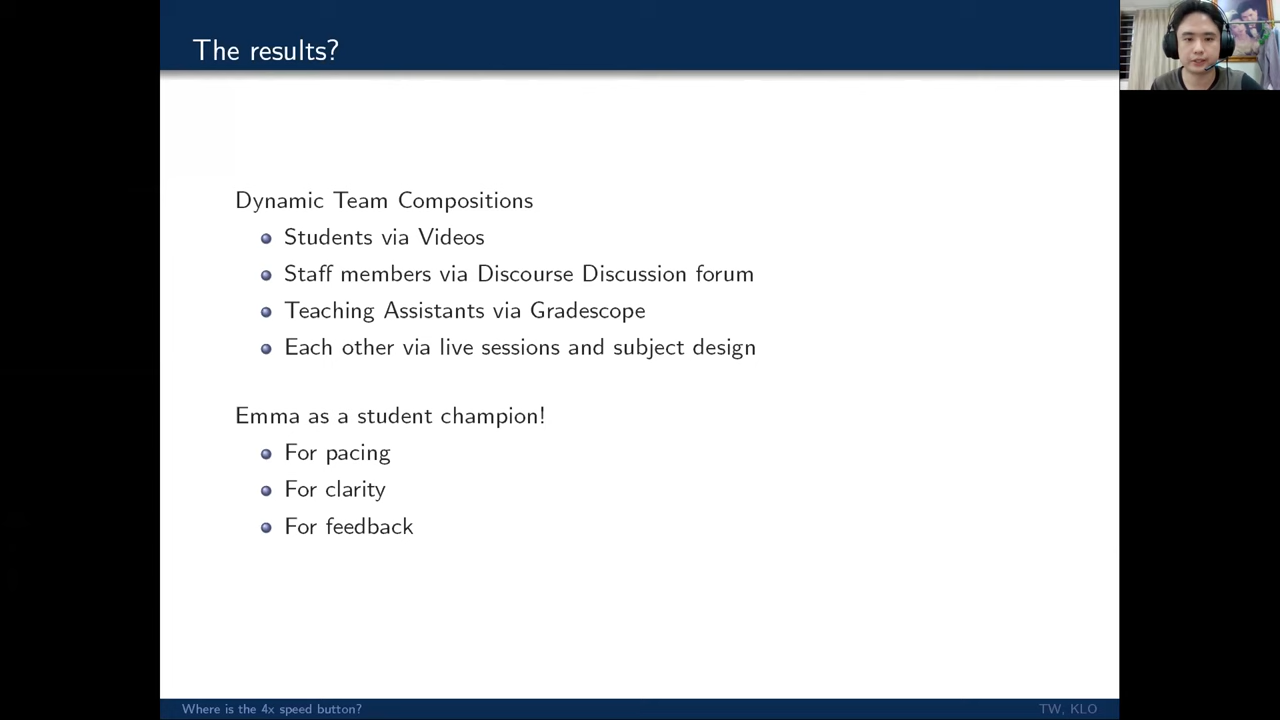 The results?
Dynamic Team Compositions
Students via Videos
Staff members via Discourse Discussion forum
Teaching Assistants via Gradescope
Each other via live sessions and subject design
Emma as a student champion!
For pacing
For clarity
For feedback
Where is the 4x speed button?
TW, KLO